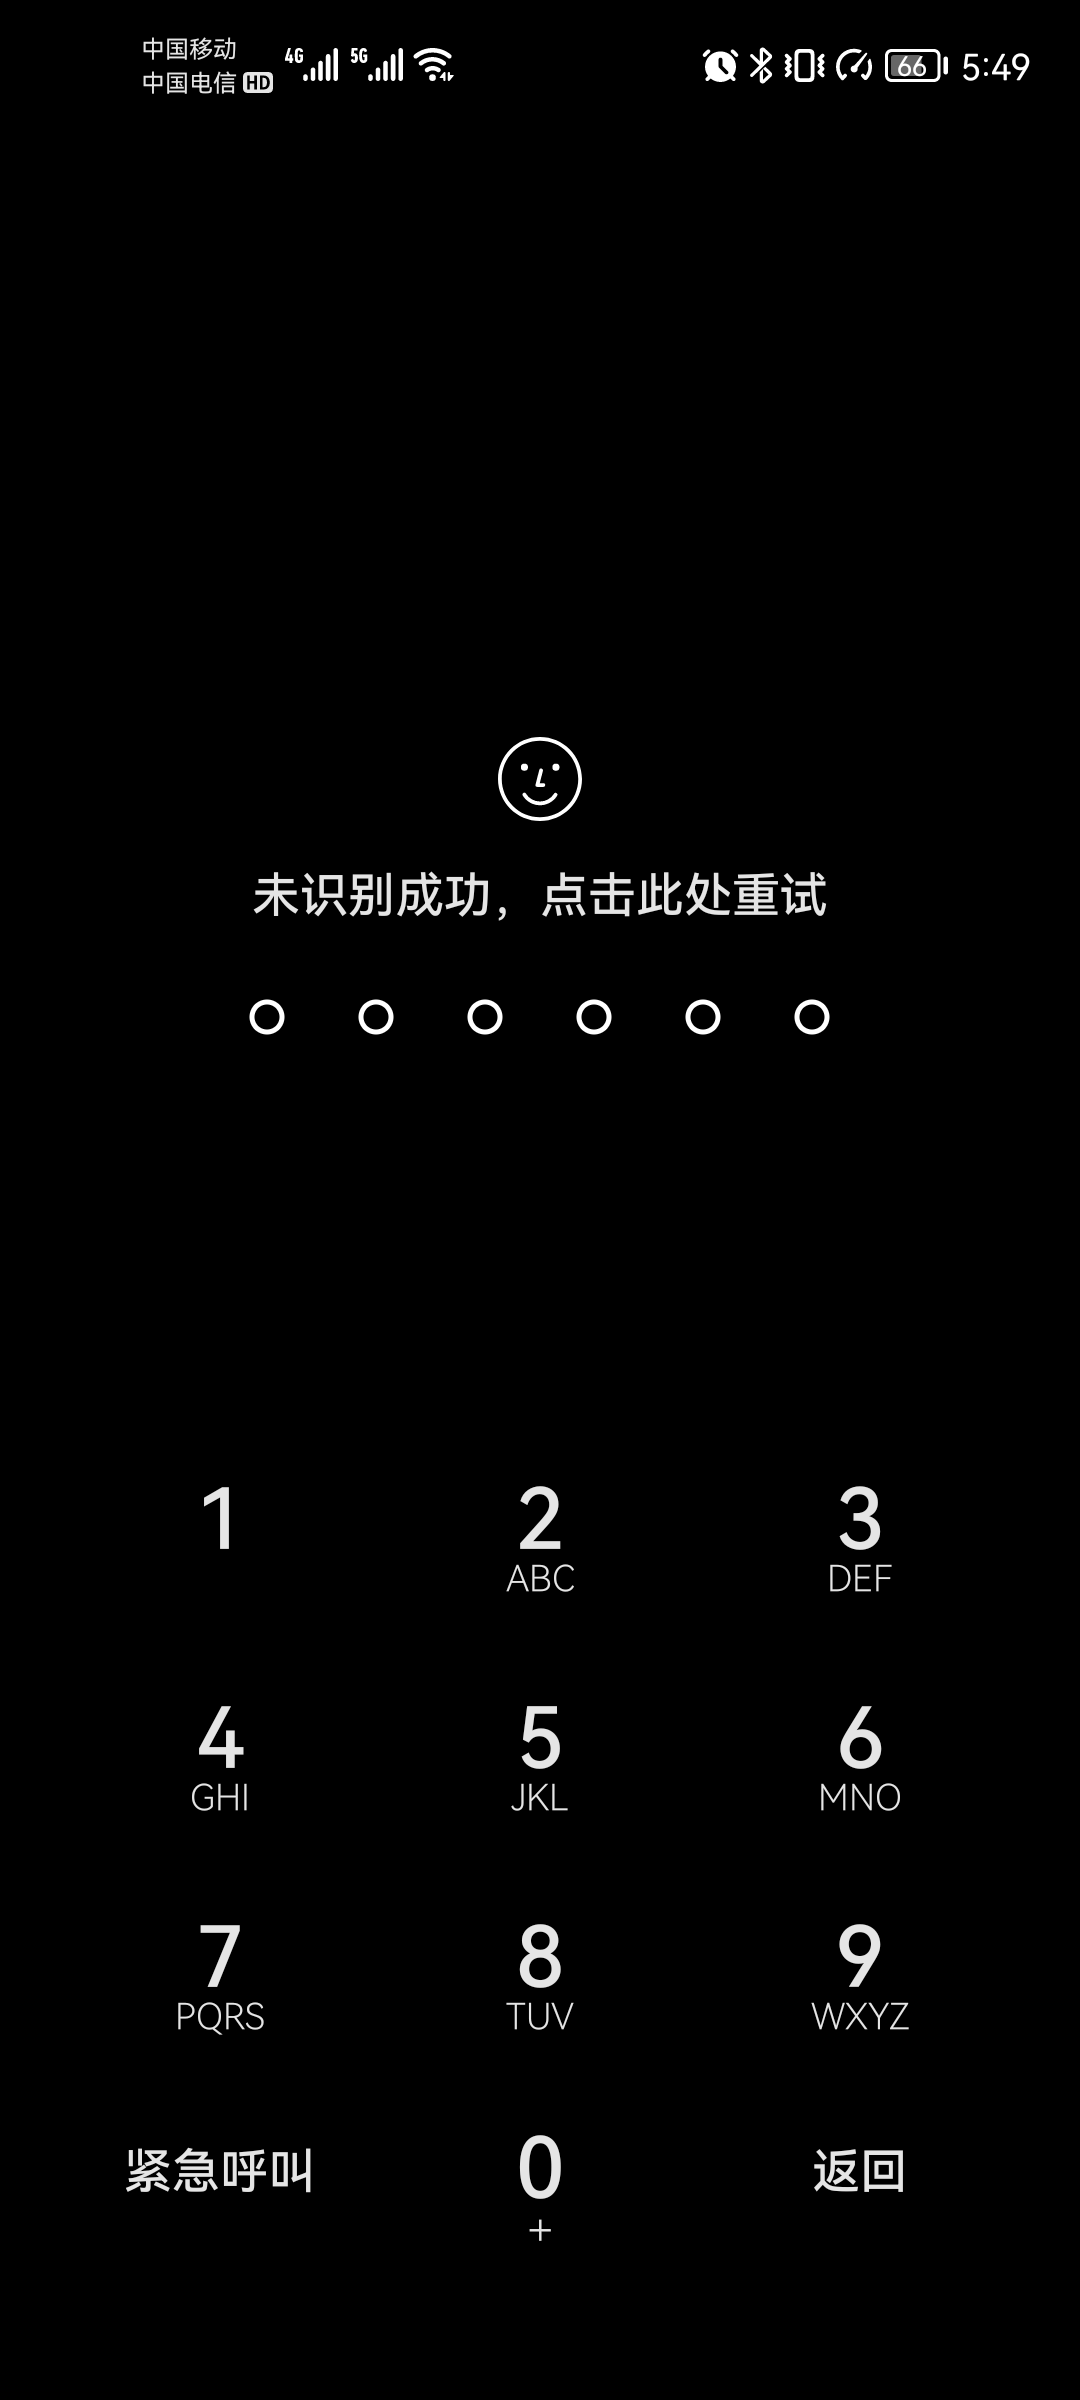 中国移动 4G 5G 66 5:49
中国电信 HD
未识别成功，点击此处重试
1 2 3
ABC DEF
4 5 6
GHI JKL MNO
7 8 9
PQRS TUV WXYZ
紧急呼叫 0 返回
+